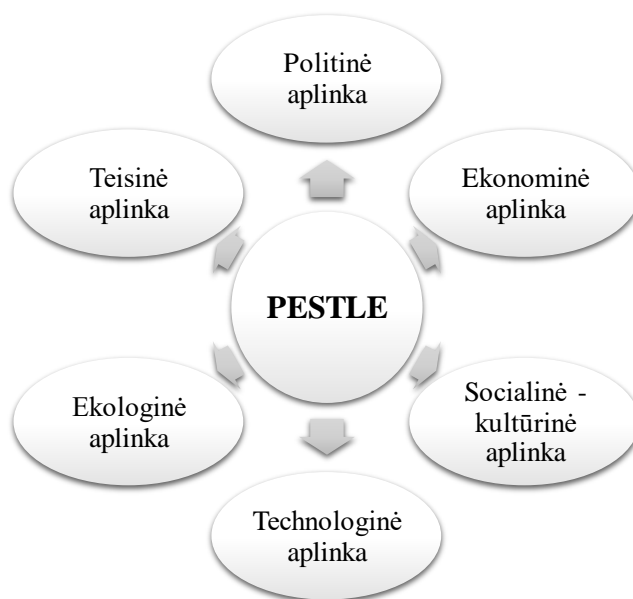 Politinė
aplinka
Teisinė
aplinka
Ekonominė
aplinka
PESTLE
Ekologinė
aplinka
Socialinė -
kultūrinė
aplinka
Technologinė
aplinka